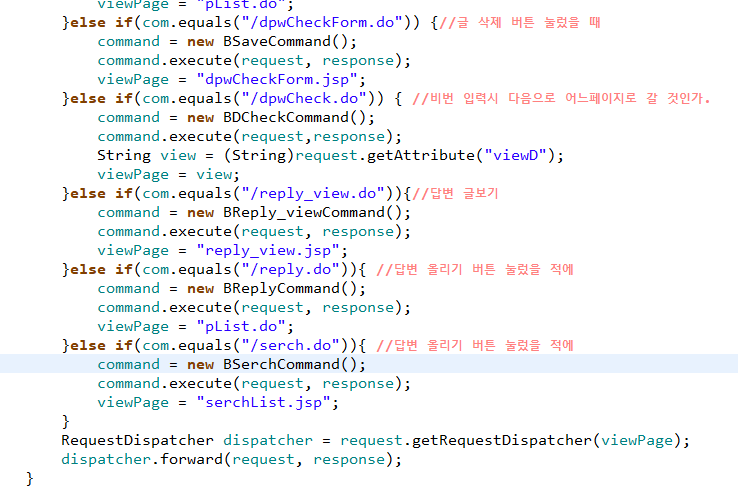 viewPage = "pList.do";
}else if(com.equals("/dpwCheckForm.do")) {//글 삭제 버튼 눌렀을 때
command = new BSaveCommand();
command.execute(request, response);
viewPage = "dpwCheckForm.jsp";
}else if(com.equals("/dpwCheck.do")) { //비번 입력시 다음으로 어느페이지로 갈 것인가.
command = new BDCheckCommand();
command.execute(request,response);
String view = (String)request.getAttribute("viewD");
viewPage = view;
}else if(com.equals("/reply_view.do")){//답변 글보기
command = new BReply_viewCommand();
command.execute(request, response);
viewPage = "reply_view.jsp";
}else if(com.equals("/reply.do")){ //답변 올리기 버튼 눌렀을 적에
command = new BReplyCommand();
command.execute(request, response);
viewPage = "pList.do";
}else if(com.equals("/serch.do")){ //답변 올리기 버튼 눌렀을 적에
command = new BSerchCommand();
command.execute(request, response);
viewPage = "serchList.jsp";
}
RequestDispatcher dispatcher = request.getRequestDispatcher(viewPage);
dispatcher.forward(request, response);
}